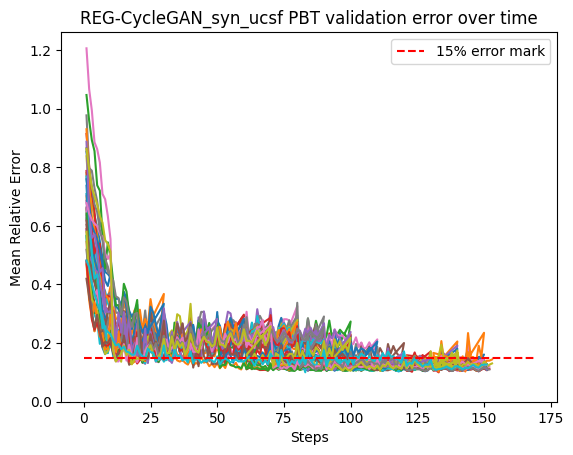 REG-CycleGAN_syn_ucsf PBT validation error over time
15% error mark
Mean Relative Error
1.2
1.0
0.8
0.6
0.4
0.2
0.0
0 25 50 75 100 125 150 175
Steps